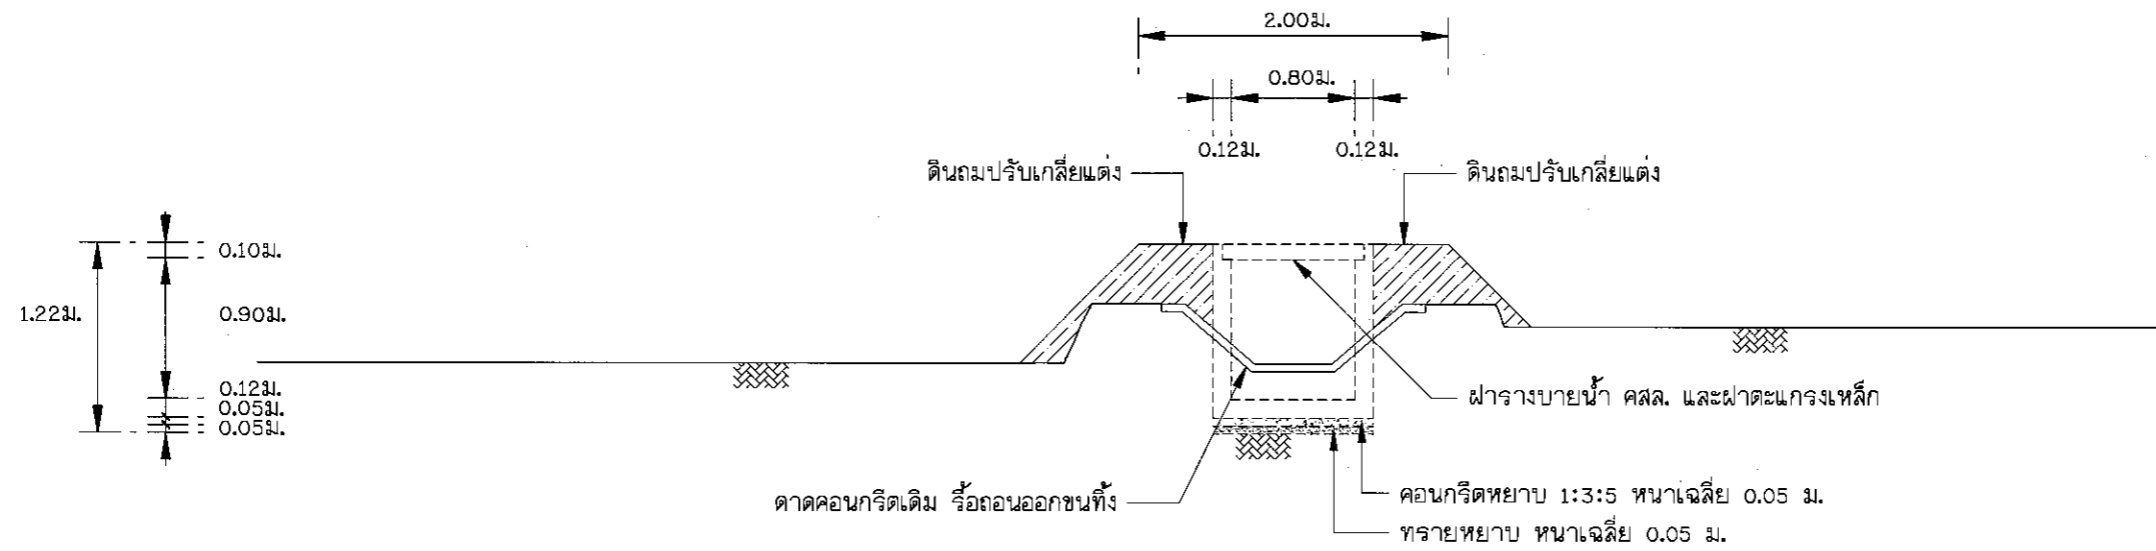 2.00ม.
0.80ม.
0.12ม. 0.12ม.
ดินถมปรับเกลี่ยแต่ง
ดินถมปรับเกลี่ยแต่ง
0.10ม.
1.22ม.
0.90ม.
0.12ม.
0.05ม.
0.05ม.
ฝารางบายน้ำ คสล. และฝาตะแกรงเหล็ก
ดาดคอนกรีตเดิม รื้อถอนออกขนทิ้ง
คอนกรีตหยาบ 1:3:5 หนาเฉลี่ย 0.05 ม.
ทรายหยาบ หนาเฉลี่ย 0.05 ม.